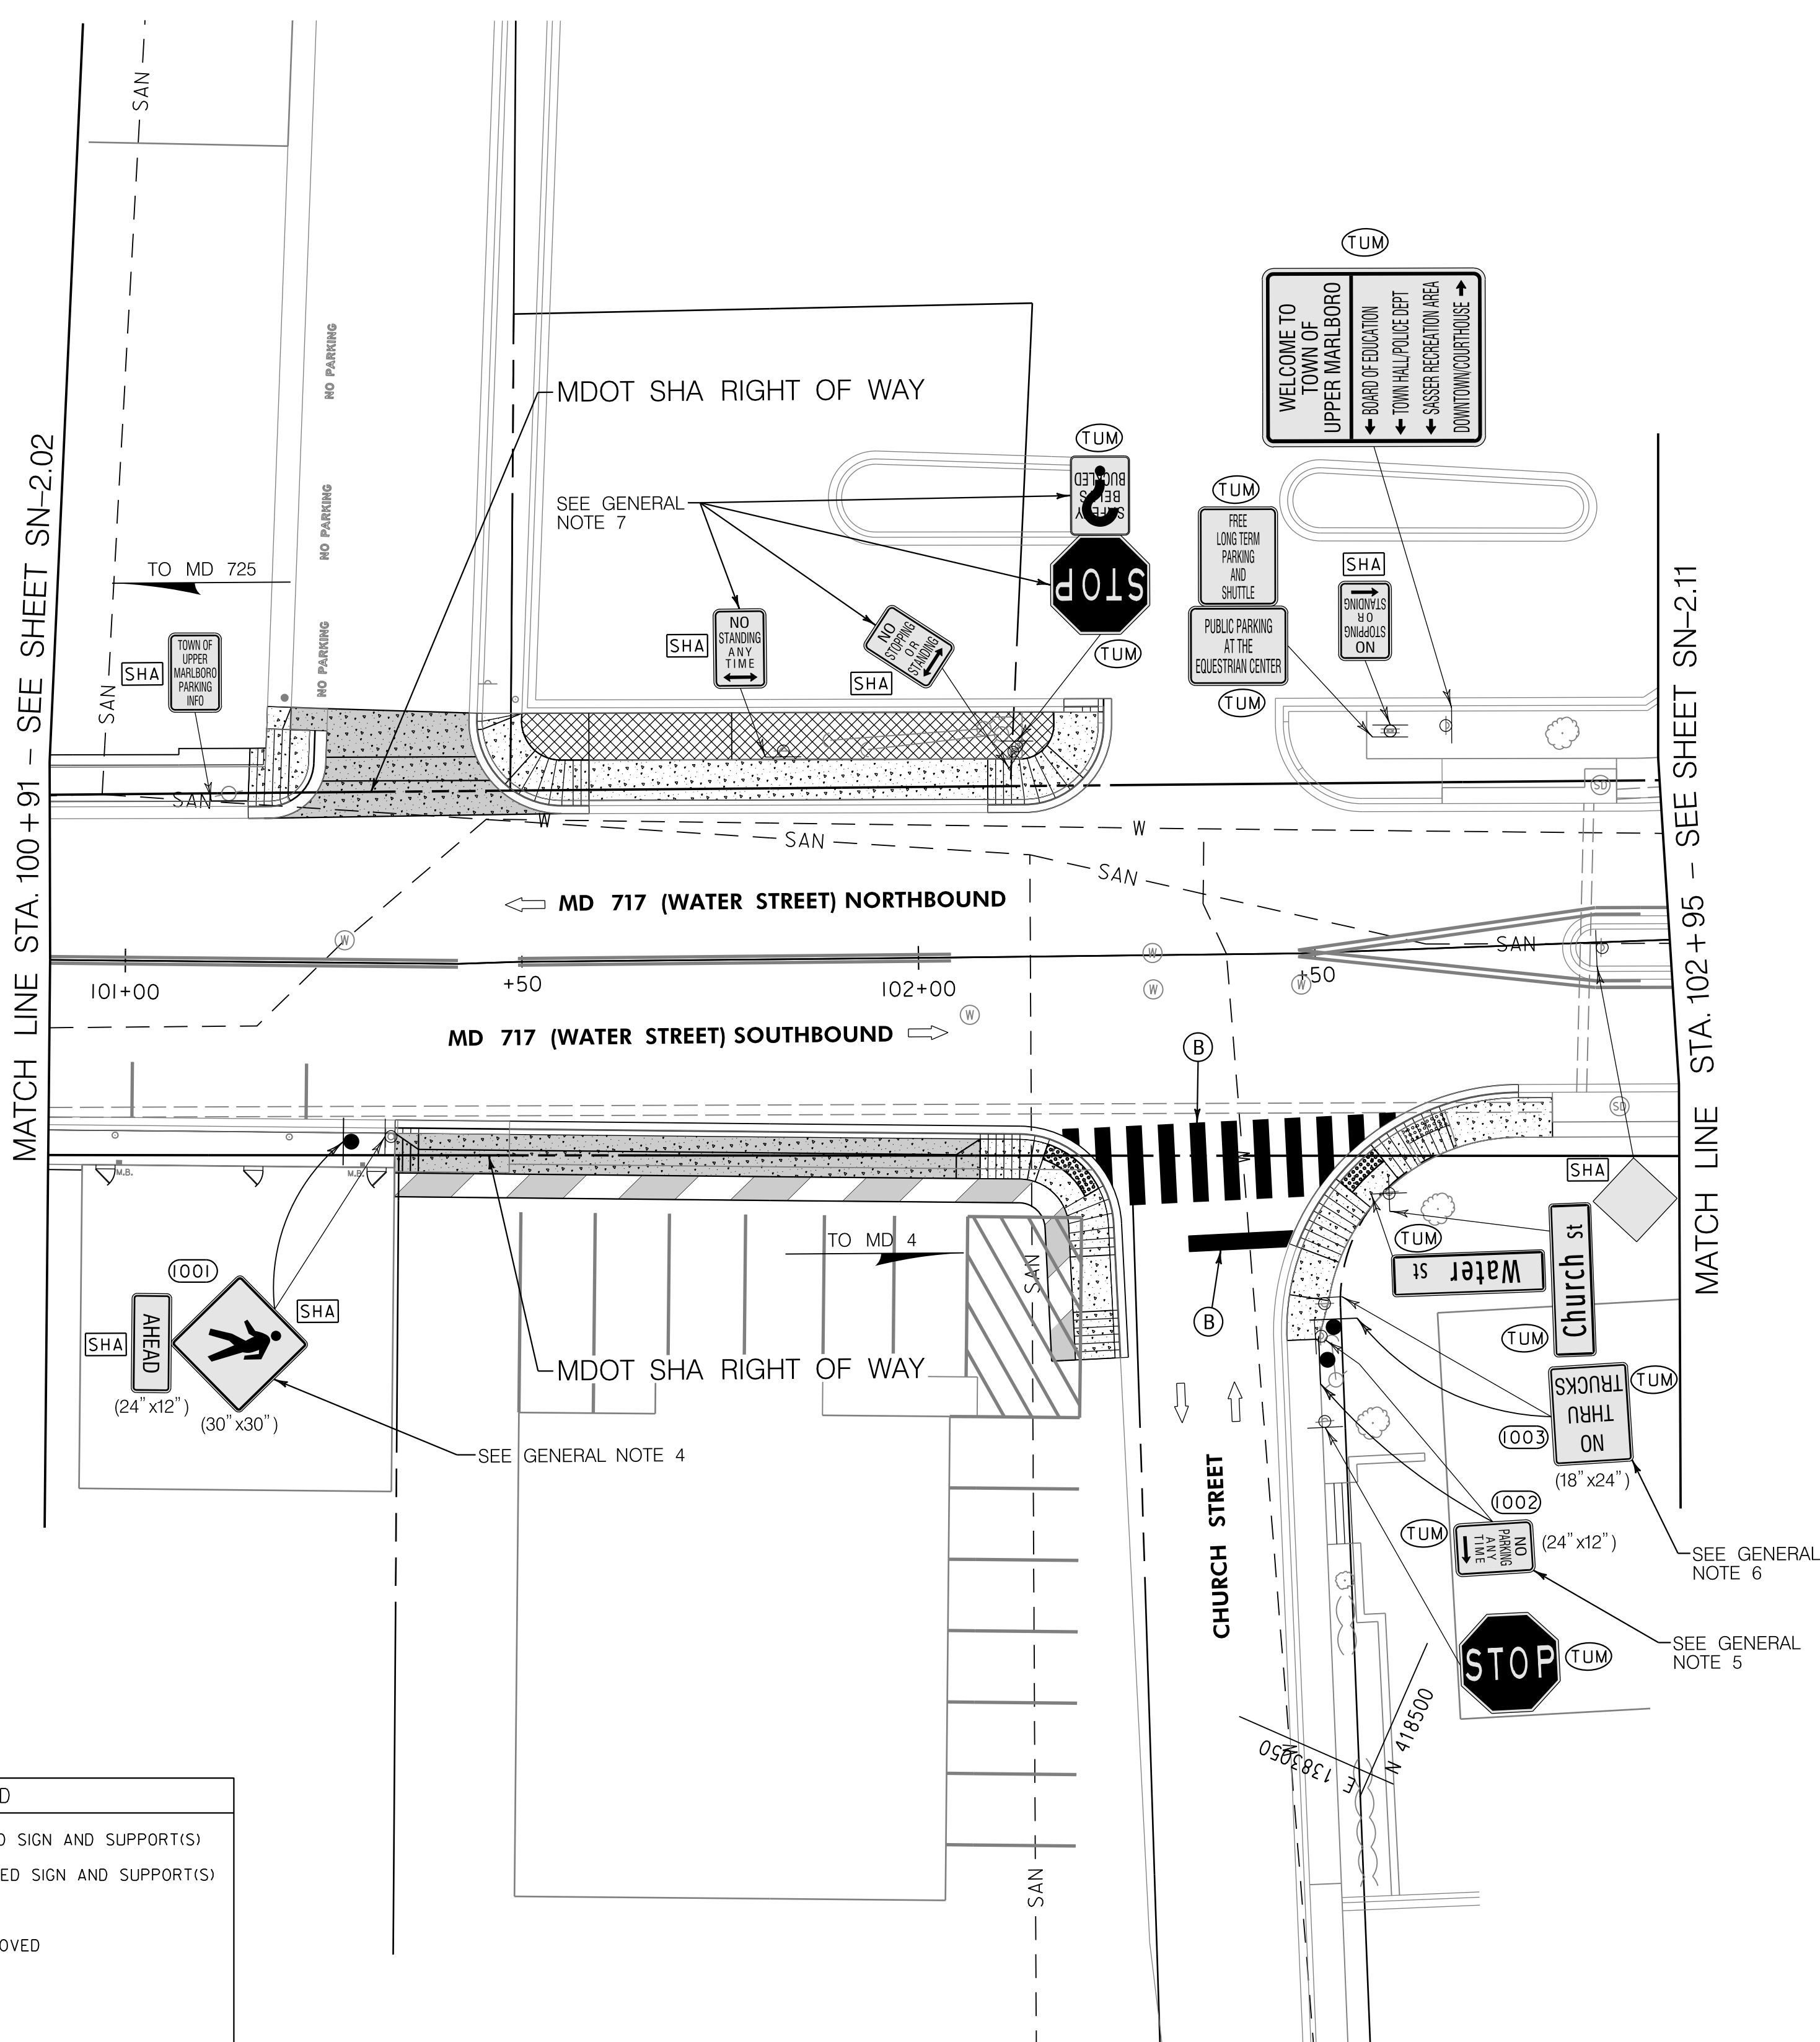 MATCH LINE STA. 100+91 - SEE SHEET SN-2.02
SAN
SAN
SAN
NO PARKING
NO PARKING
NO PARKING
TO MD 725
SHA
TOWN OF
UPPER
MARLBORO
PARKING
INFO
MDOT SHA RIGHT OF WAY
SEE GENERAL
NOTE 7
SHA
NO
STANDING
ANY
TIME
SHA
NO
STOPPING
OR
STANDING
TUM
SAFETY
BELTS
BUCKLED
?
STOP
TUM
TUM
WELCOME TO
TOWN OF
UPPER MARLBORO
BOARD OF EDUCATION
TOWN HALL/POLICE DEPT
SASSER RECREATION AREA
DOWNTOWN/COURTHOUSE
TUM
FREE
LONG TERM
PARKING
AND
SHUTTLE
PUBLIC PARKING
AT THE
EQUESTRIAN CENTER
TUM
SHA
NO
STOPPING
OR
STANDING
SD
W
SAN
W
SAN
MD 717 (WATER STREET) NORTHBOUND
W
W
SAN
101+00
+50
102+00
W
W
+50
W
MD 717 (WATER STREET) SOUTHBOUND
B
SD
W
M.B.
M.B.
MATCH LINE STA. 102+95 - SEE SHEET SN-2.11
SHA
TUM
Water st
Church st
TUM
TO MD 4
SAN
B
1001
SHA
SHA
AHEAD
(24"x12")
(30"x30")
MDOT SHA RIGHT OF WAY
SEE GENERAL NOTE 4
NO
THRU
TRUCKS
TUM
1003
(18"x24")
1002
TUM
NO
PARKING
ANY
TIME
(24"x12")
SEE GENERAL
NOTE 6
SEE GENERAL
NOTE 5
STOP
TUM
CHURCH STREET
N 418500
E 1383050
W
SAN
D
D SIGN AND SUPPORT(S)
ED SIGN AND SUPPORT(S)
OVED